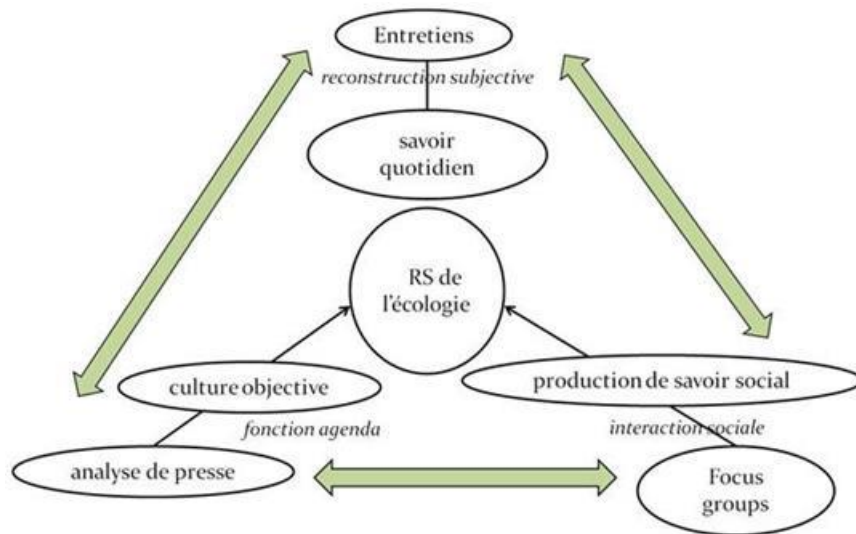 Entretiens
reconstruction subjective
savoir
quotidien
RS de
l'écologie
culture objective
production de savoir social
fonction agenda
interaction sociale
analyse de presse
Focus
groups